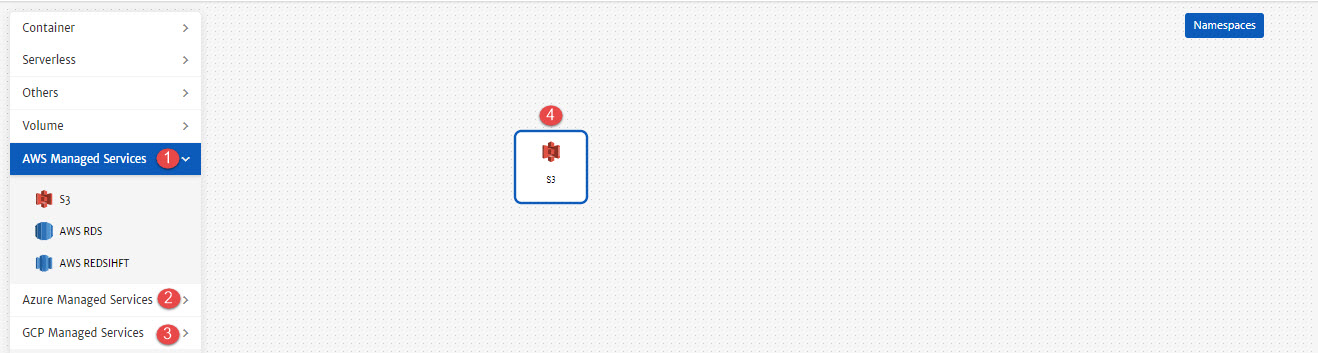 Container
Serverless
Others
Volume
AWS Managed Services 1
S3
AWS RDS
AWS REDSIHFT
Azure Managed Services 2
GCP Managed Services 3
4
S3
Namespaces